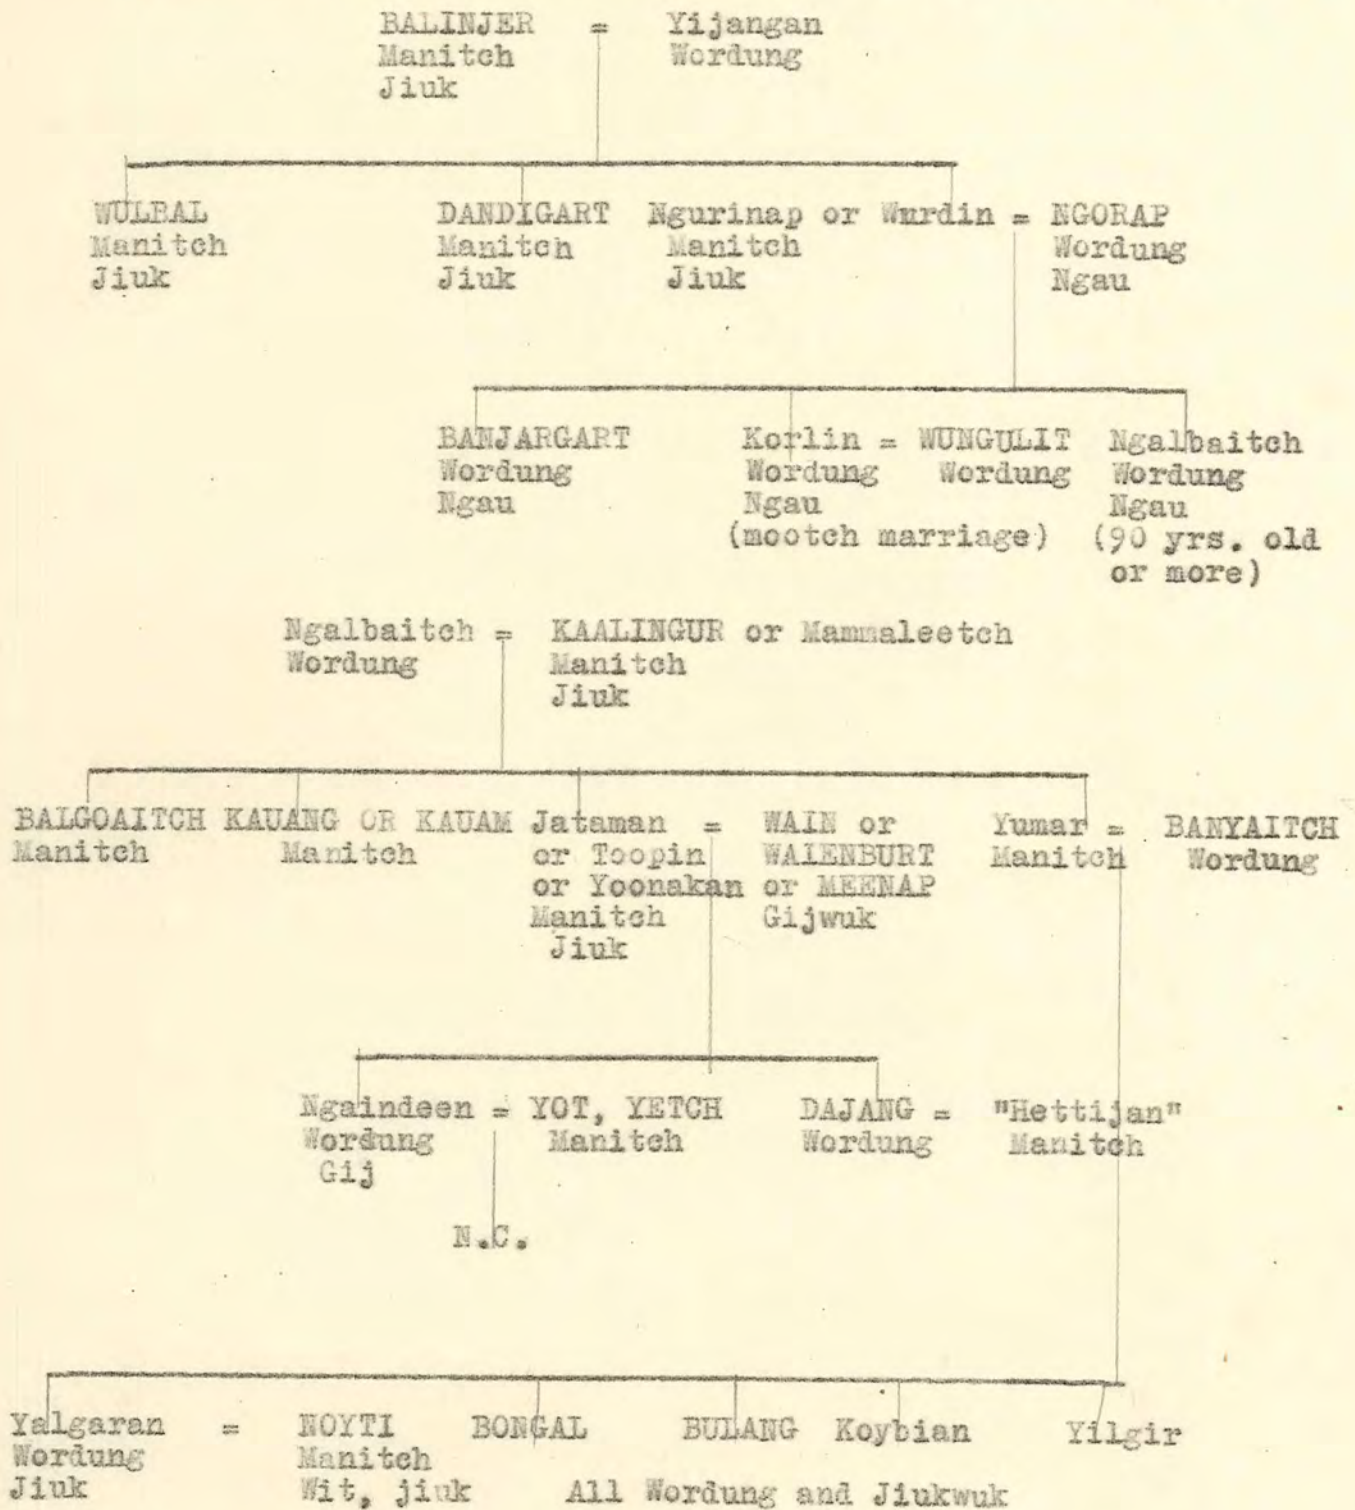 BALINJER = Yijangan
Manitch Wordung
Jiuk
WULBAL DANDIGART Ngurinap or Wurdin = NGORAP
Manitch Manitch Manitch Wordung
Jiuk Jiuk Jiuk Ngau
BANJARGART Korlin = WUNGULIT Ngalbaitch
Wordung Wordung Wordung Wordung
Ngau Ngau Ngau
(mootch marriage) (90 yrs. old
or more)
Ngalbaitch = KAALINGUR or Mammaleetch
Wordung Manitch
Jiuk
BALGOAITCH KAUANG OR KAUAM Jataman = WAIN or Yumar = BANYAITCH
Manitch Manitch or Toopin WAIENBURT Manitch Wordung
or Yoonakan or MEENAP
Manitch Gijwuk
Jiuk
Ngaindeen = YOT, YETCH DAJANG = "Hettijan"
Wordung Manitch Wordung Manitch
Gij
N.C.
Yalgaran = NOYTI BONGAL BULANG Koybian Yilgir
Wordung Manitch
Jiuk Wit, jiuk All Wordung and Jiukwuk